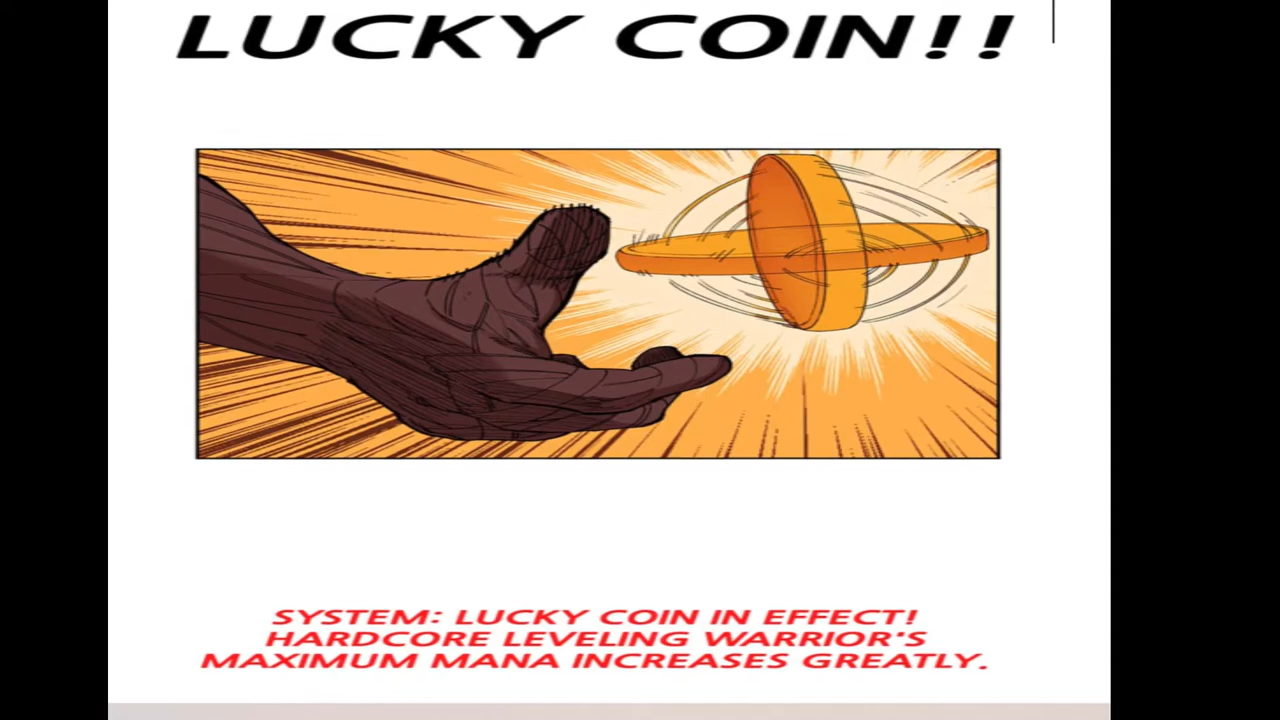 LUCKY COIN!!
SYSTEM: LUCKY COIN IN EFFECT!
HARDCORE LEVELING WARRIOR'S
MAXIMUM MANA INCREASES GREATLY.